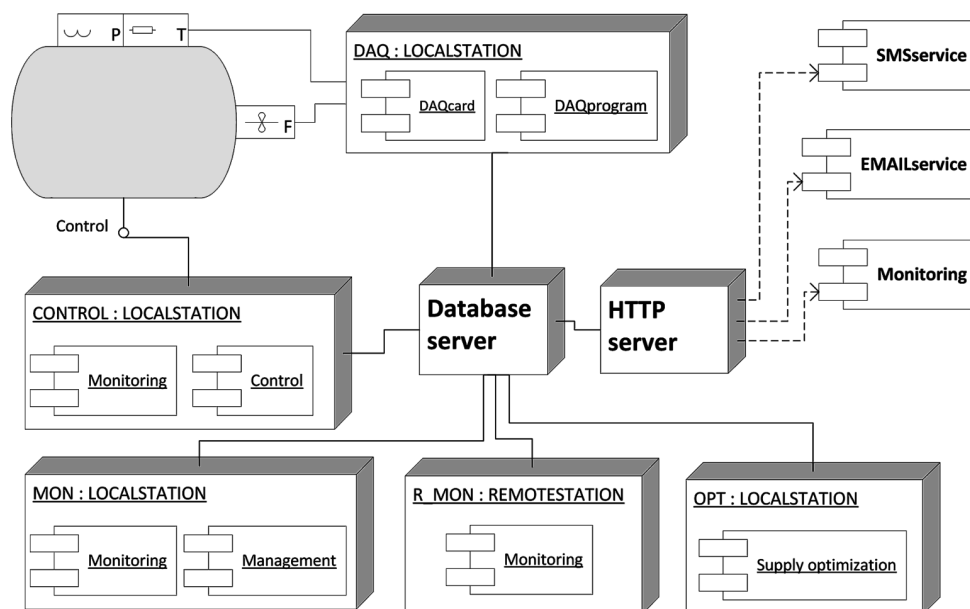 P T
F
Control
DAQ : LOCALSTATION
DAQcard
DAQprogram
SMSservice
EMAILservice
Monitoring
CONTROL : LOCALSTATION
Monitoring
Control
Database
server
HTTP
server
MON : LOCALSTATION
Monitoring
Management
R_MON : REMOTESTATION
Monitoring
OPT : LOCALSTATION
Supply optimization